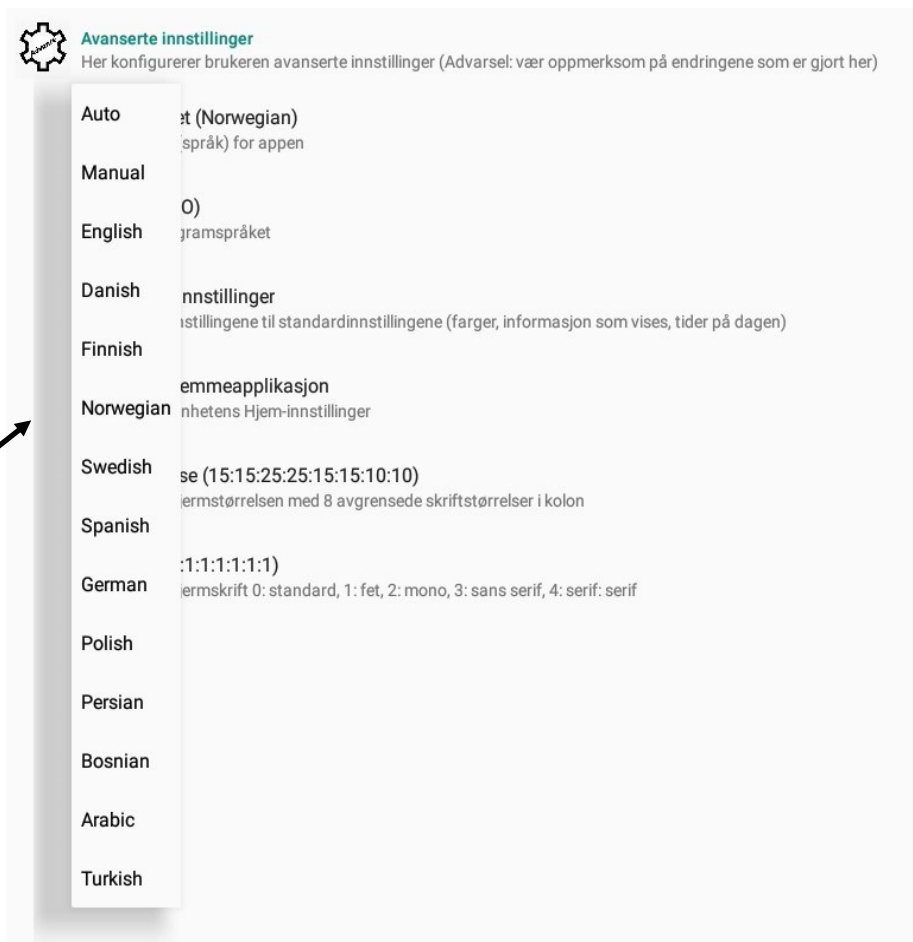 Avanserte innstillinger
Her konfigurerer brukeren avanserte innstillinger (Advarsel: vær oppmerksom på endringene som er gjort her)
Auto
et (Norwegian)
(språk) for appen
Manual
O)
English
gramspråket
Danish
nnstillinger
nstillingene til standardinnstillingene (farger, informasjon som vises, tider på dagen)
Finnish
emmeapplikasjon
Norwegian
nhetens Hjem-innstillinger
Swedish
se (15:15:25:25:15:15:10:10)
jermstørrelsen med 8 avgrensede skriftstørrelser i kolon
Spanish
:1:1:1:1:1:1)
German
jermskrift 0: standard, 1: fet, 2: mono, 3: sans serif, 4: serif: serif
Polish
Persian
Bosnian
Arabic
Turkish